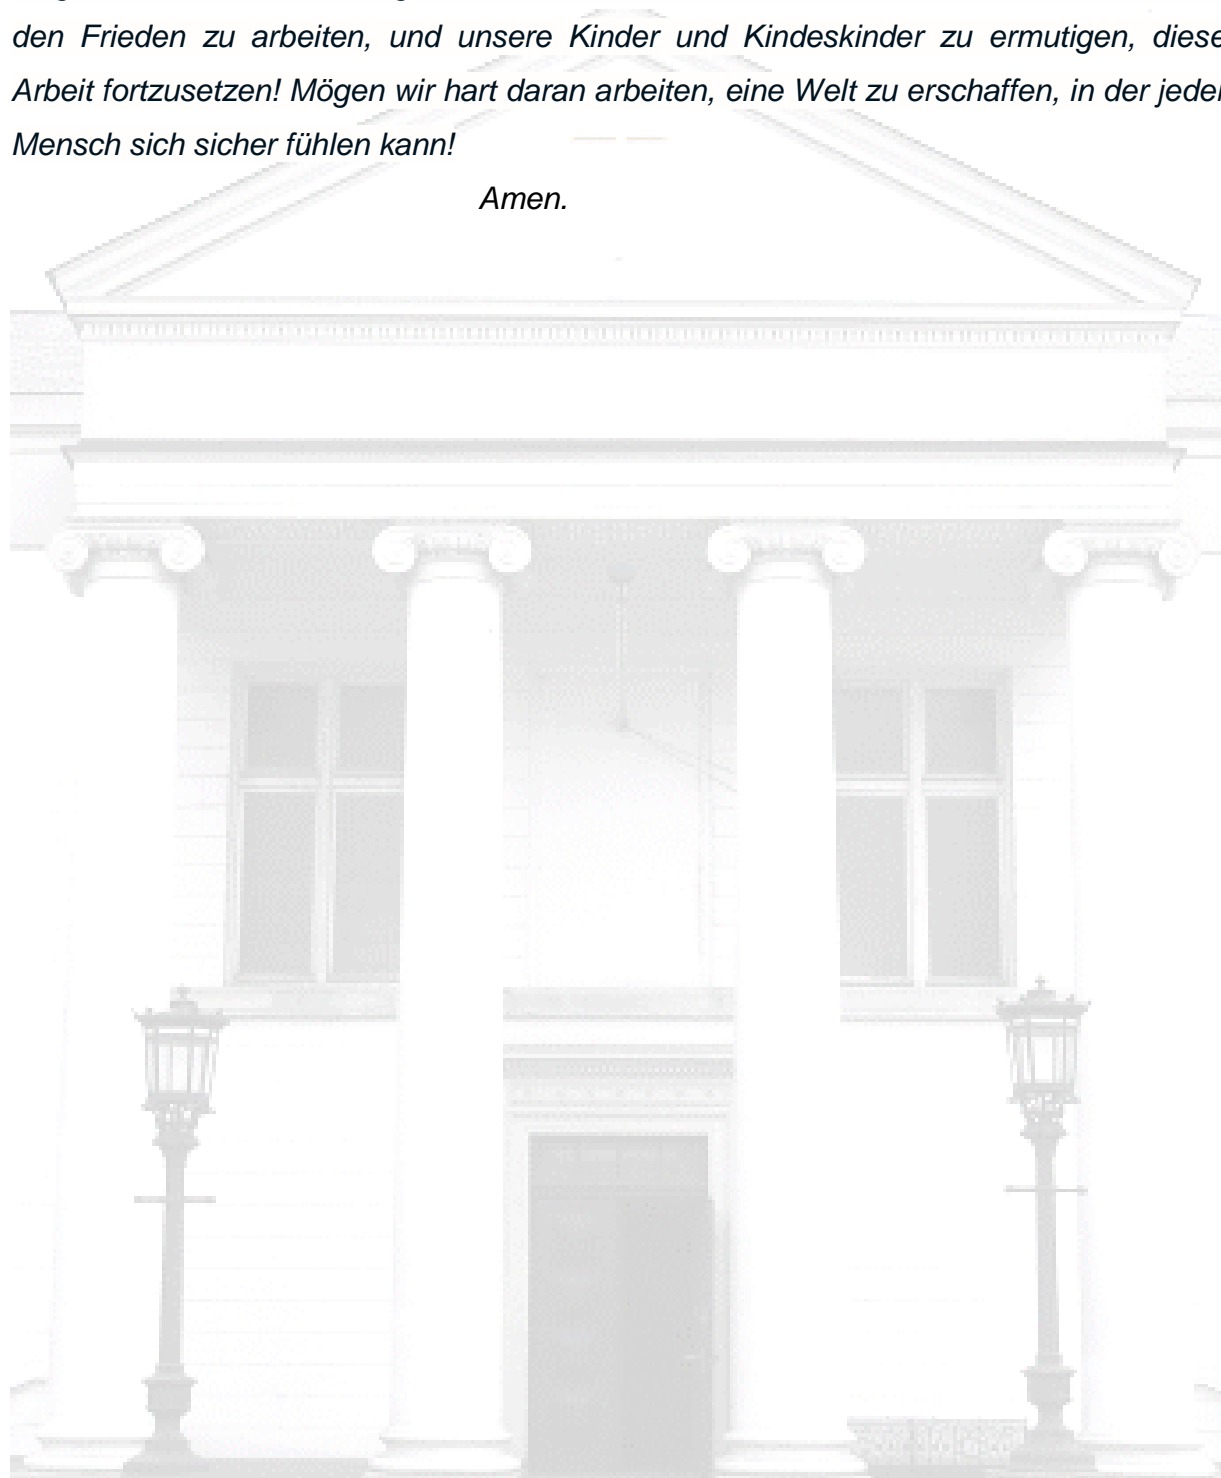 den Frieden zu arbeiten, und unsere Kinder und Kindeskinder zu ermutigen, diese
Arbeit fortzusetzen! Mögen wir hart daran arbeiten, eine Welt zu erschaffen, in der jeder
Mensch sich sicher fühlen kann!
Amen.